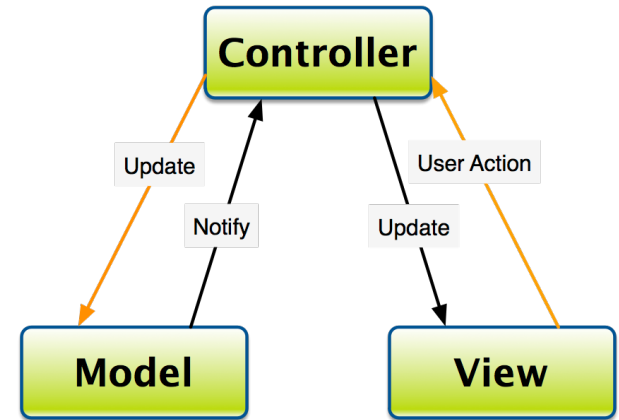 Controller
Update
User Action
Notify
Update
Model
View